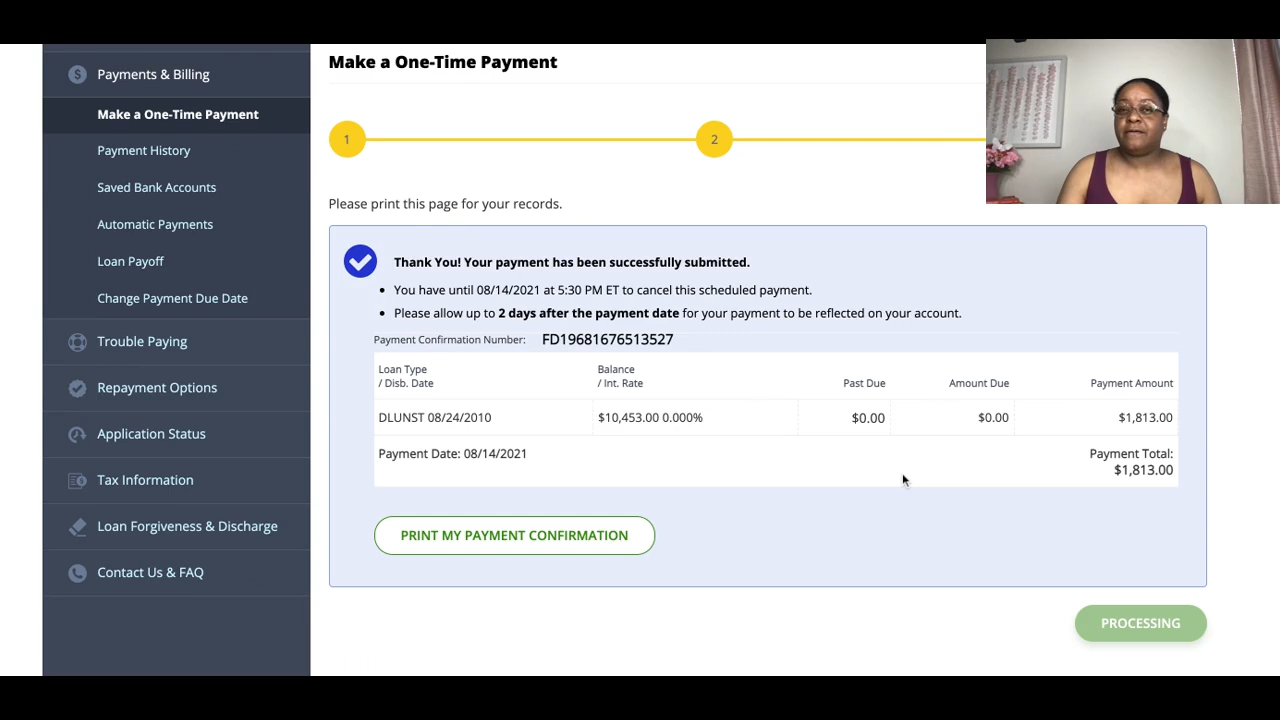 Payments & Billing
Make a One-Time Payment
Payment History
Saved Bank Accounts
Automatic Payments
Loan Payoff
Change Payment Due Date
Trouble Paying
Repayment Options
Application Status
Tax Information
Loan Forgiveness & Discharge
Contact Us & FAQ
Make a One-Time Payment
1 2
Please print this page for your records.
Thank You! Your payment has been successfully submitted.
• You have until 08/14/2021 at 5:30 PM ET to cancel this scheduled payment.
• Please allow up to 2 days after the payment date for your payment to be reflected on your account.
Payment Confirmation Number: FD19681676513527
Loan Type Balance
/ Disb. Date / Int. Rate Past Due Amount Due Payment Amount
DLUNST 08/24/2010 $10,453.00 0.000% $0.00 $0.00 $1,813.00
Payment Date: 08/14/2021 Payment Total:
$1,813.00
PRINT MY PAYMENT CONFIRMATION
PROCESSING